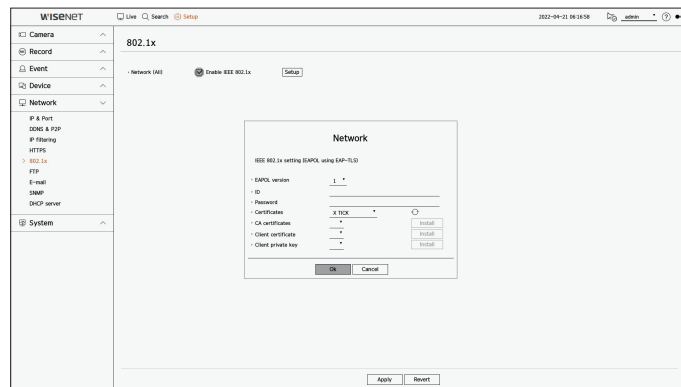 WISENET
Live Search Setup 2022-04-21 06:16:58 admin
Camera
Record
Event
Device
Network
IP & Port
DDNS & P2P
IP filtering
HTTPS
> 802.1x
FTP
E-mail
SNMP
DHCP server
System
802.1x
• Network (All) Enable IEEE 802.1x Setup
Network
IEEE 802.1x setting (EAPOL using EAP-TLS)
• EAPOL version 1
• ID
• Password
• Certificates X TICK
• CA certificates Install
• Client certificate Install
• Client private key Install
Ok Cancel
Apply Revert